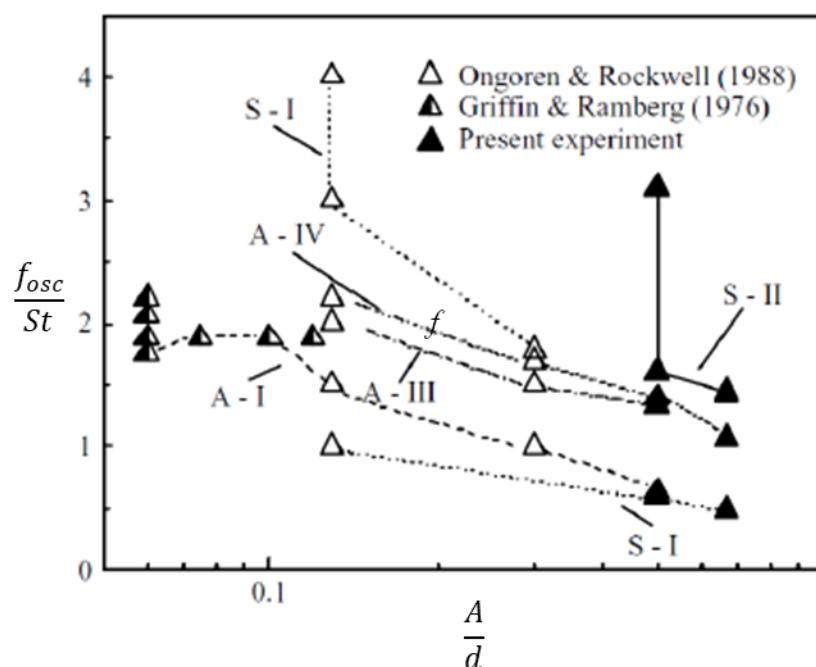 4
△ Ongoren & Rockwell (1988)
Griffin & Ramberg (1976)
▲ Present experiment
S - I
3
A - IV
f_osc
St
2
f
S - II
A - I
A - III
1
S - I
0
0.1
A
d